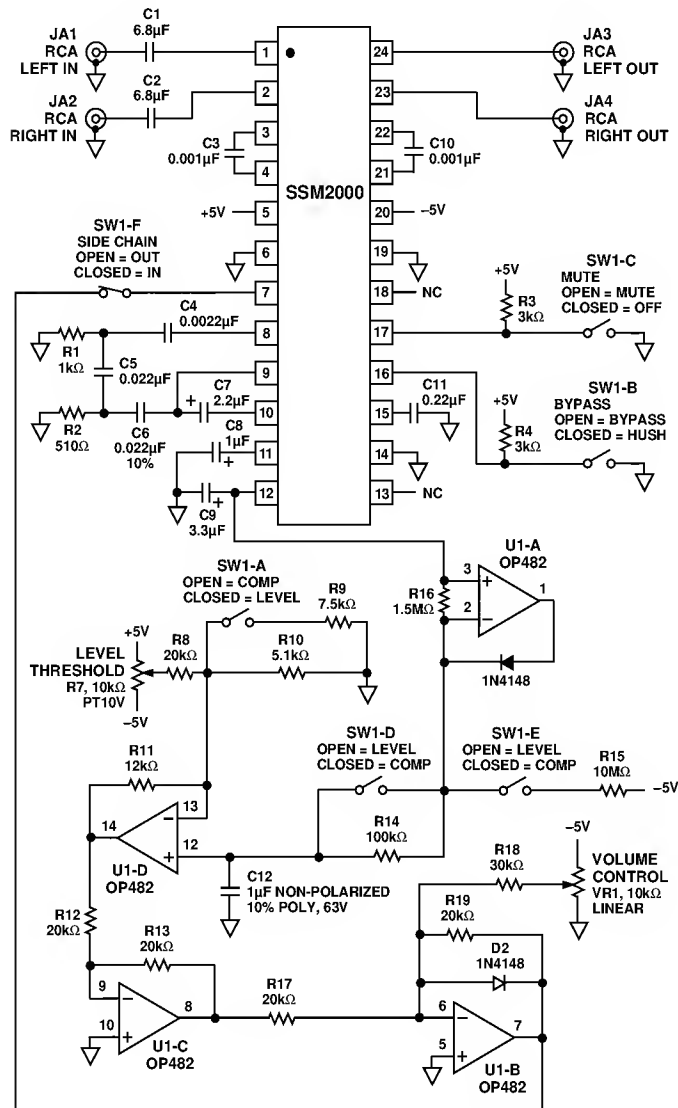 JA1
RCA
LEFT IN
C1
6.8µF
JA2
RCA
RIGHT IN
C2
6.8µF
C3
0.001µF
+5V
SW1-F
SIDE CHAIN
OPEN = OUT
CLOSED = IN
C4
0.0022µF
R1
1kΩ
C5
0.022µF
R2
510Ω
C6
0.022µF
10%
C7
2.2µF
C8
1µF
C9
3.3µF
1
2
3
4
5
6
7
8
9
10
11
12
SSM2000
24
23
22
21
20
19
18
17
16
15
14
13
JA3
RCA
LEFT OUT
JA4
RCA
RIGHT OUT
C10
0.001µF
–5V
NC
SW1-C
MUTE
OPEN = MUTE
CLOSED = OFF
+5V
R3
3kΩ
C11
0.22µF
SW1-B
BYPASS
OPEN = BYPASS
CLOSED = HUSH
+5V
R4
3kΩ
NC
U1-A
OP482
3
+
2
–
1
R16
1.5MΩ
1N4148
SW1-A
OPEN = COMP
CLOSED = LEVEL
R9
7.5kΩ
R10
5.1kΩ
+5V
R8
20kΩ
LEVEL
THRESHOLD
R7, 10kΩ
PT10V
–5V
R11
12kΩ
SW1-D
OPEN = LEVEL
CLOSED = COMP
SW1-E
OPEN = LEVEL
CLOSED = COMP
R15
10MΩ
–5V
14
13
–
12
+
U1-D
OP482
R14
100kΩ
C12
1µF NON-POLARIZED
10% POLY, 63V
R18
30kΩ
–5V
VOLUME
CONTROL
VR1, 10kΩ
LINEAR
R19
20kΩ
D2
1N4148
R12
20kΩ
R13
20kΩ
9
–
10
+
8
U1-C
OP482
R17
20kΩ
6
–
5
+
7
U1-B
OP482